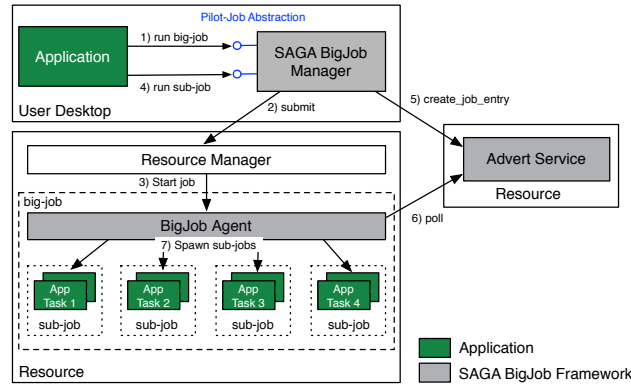 Pilot-Job Abstraction
1) run big-job
Application
SAGA BigJob
Manager
4) run sub-job
User Desktop
2) submit
5) create_job_entry
Resource Manager
Advert Service
Resource
3) Start job
big-job
BigJob Agent
6) poll
7) Spawn sub-jobs
App
Task 1
App
Task 2
App
Task 3
App
Task 4
sub-job
sub-job
sub-job
sub-job
Resource
Application
SAGA BigJob Framework